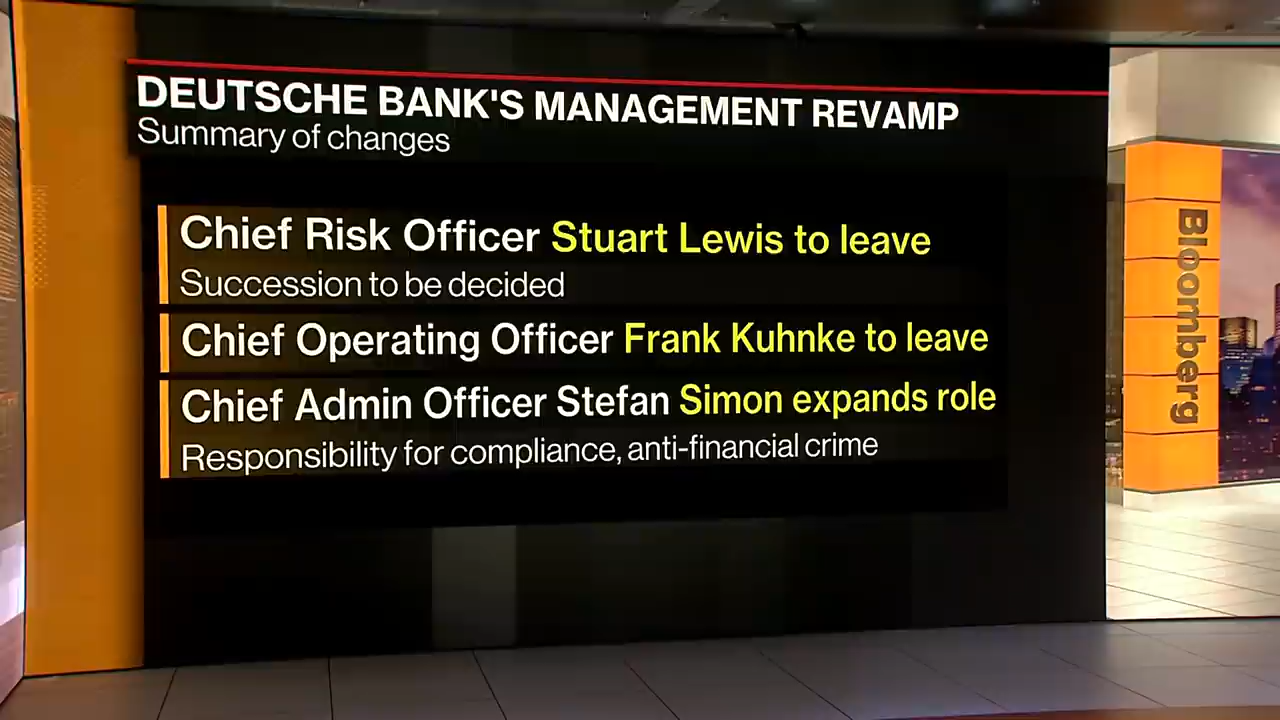 DEUTSCHE BANK'S MANAGEMENT REVAMP
Summary of changes
Chief Risk Officer Stuart Lewis to leave
Succession to be decided
Chief Operating Officer Frank Kuhnke to leave
Chief Admin Officer Stefan Simon expands role
Responsibility for compliance, anti-financial crime
Bloomberg